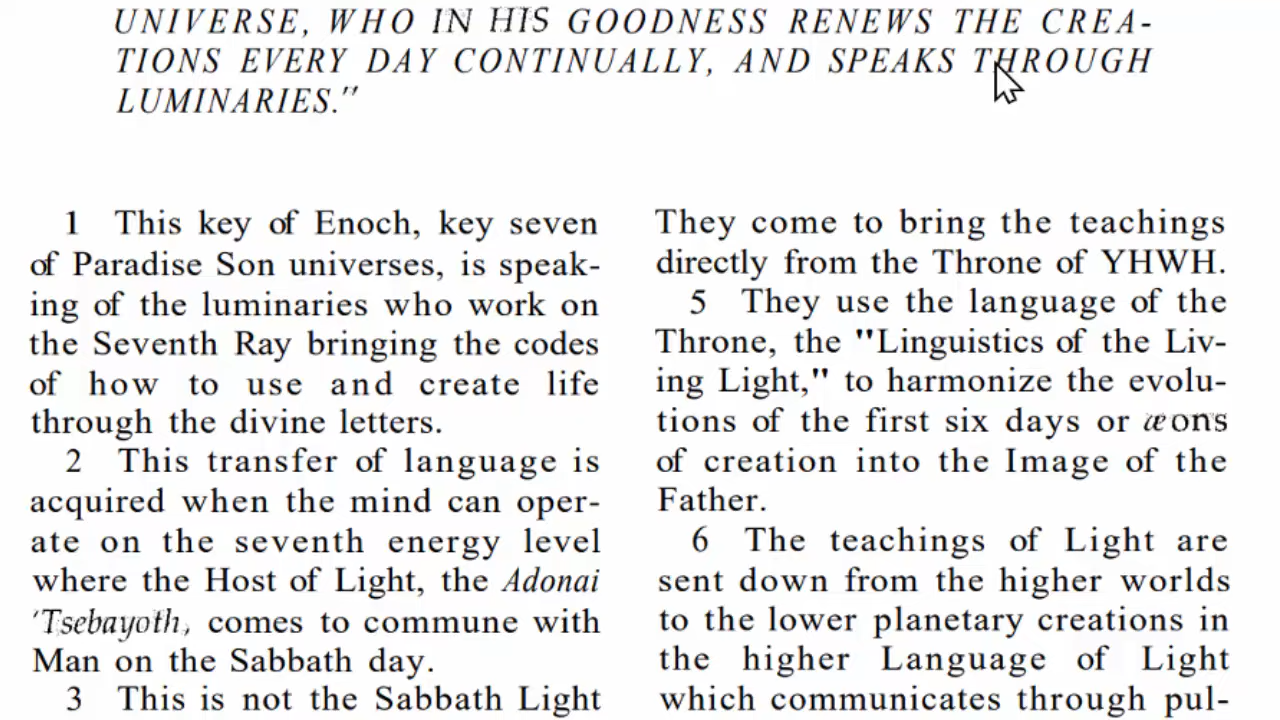 UNIVERSE, WHO IN HIS GOODNESS RENEWS THE CREA-
TIONS EVERY DAY CONTINUALLY, AND SPEAKS THROUGH
LUMINARIES."
1 This key of Enoch, key seven
of Paradise Son universes, is speak-
ing of the luminaries who work on
the Seventh Ray bringing the codes
of how to use and create life
through the divine letters.
2 This transfer of language is
acquired when the mind can oper-
ate on the seventh energy level
where the Host of Light, the Adonai
'Tsebayoth, comes to commune with
Man on the Sabbath day.
3 This is not the Sabbath Light
They come to bring the teachings
directly from the Throne of YHWH.
5 They use the language of the
Throne, the "Linguistics of the Liv-
ing Light," to harmonize the evolu-
tions of the first six days or æons
of creation into the Image of the
Father.
6 The teachings of Light are
sent down from the higher worlds
to the lower planetary creations in
the higher Language of Light
which communicates through pul-